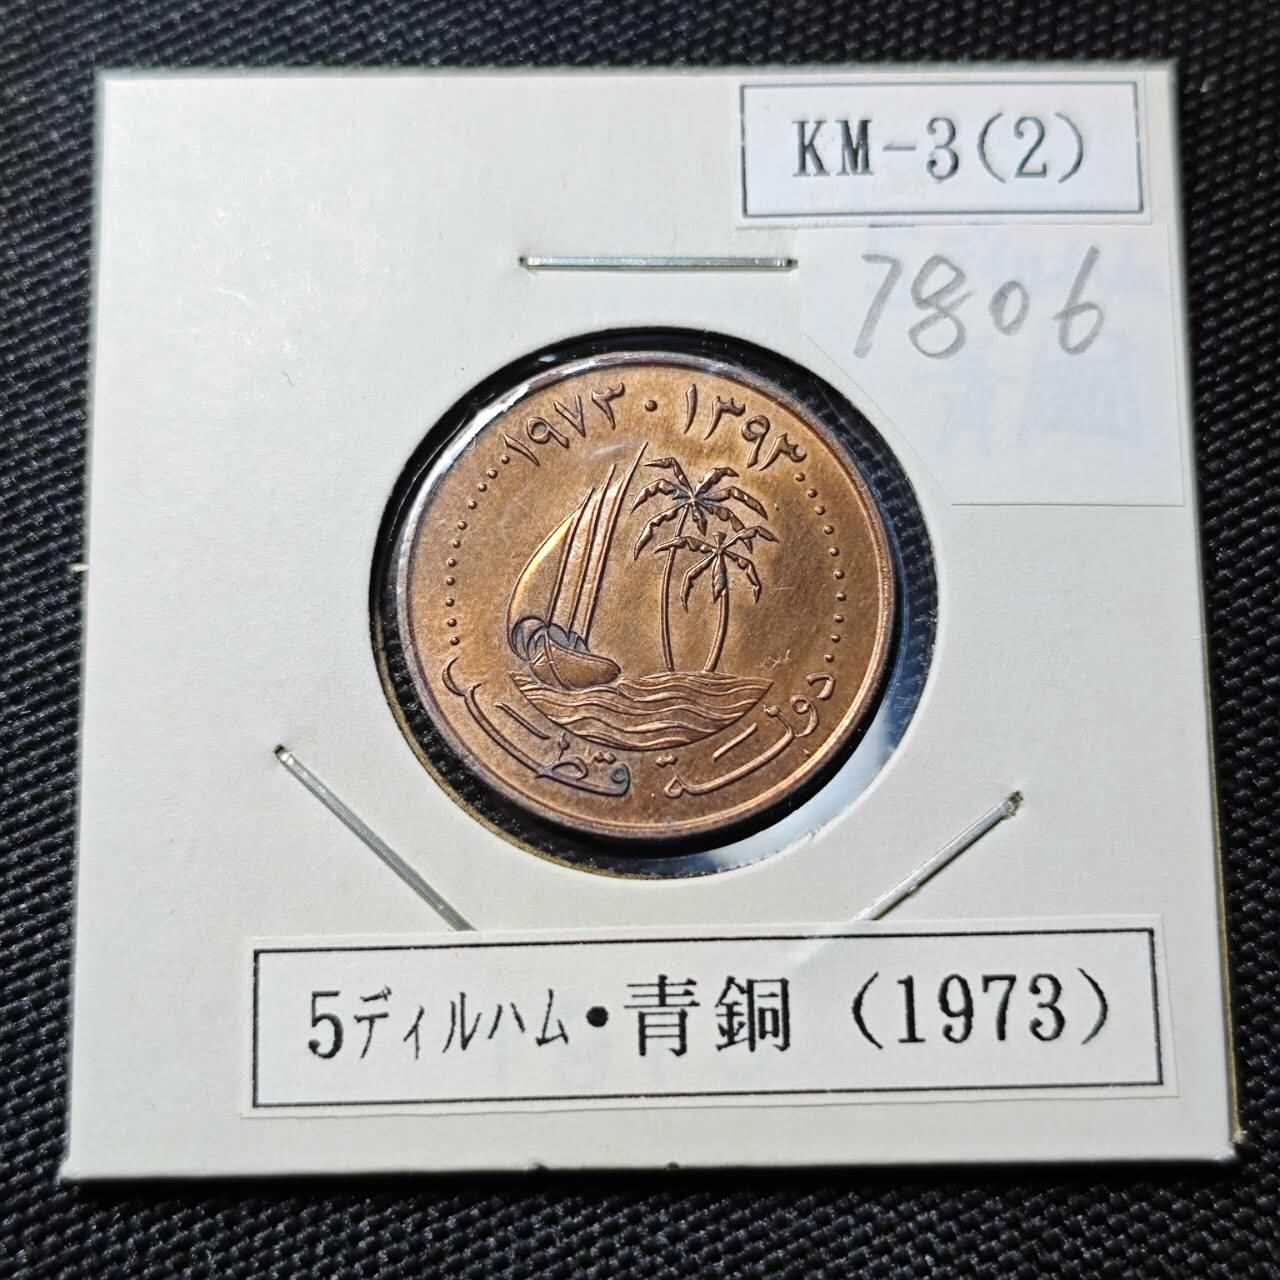 KM-3(2)
7806
١٩٧٣ · ١٣٩٣
دولة قطر
5ディルハム・青銅（1973）